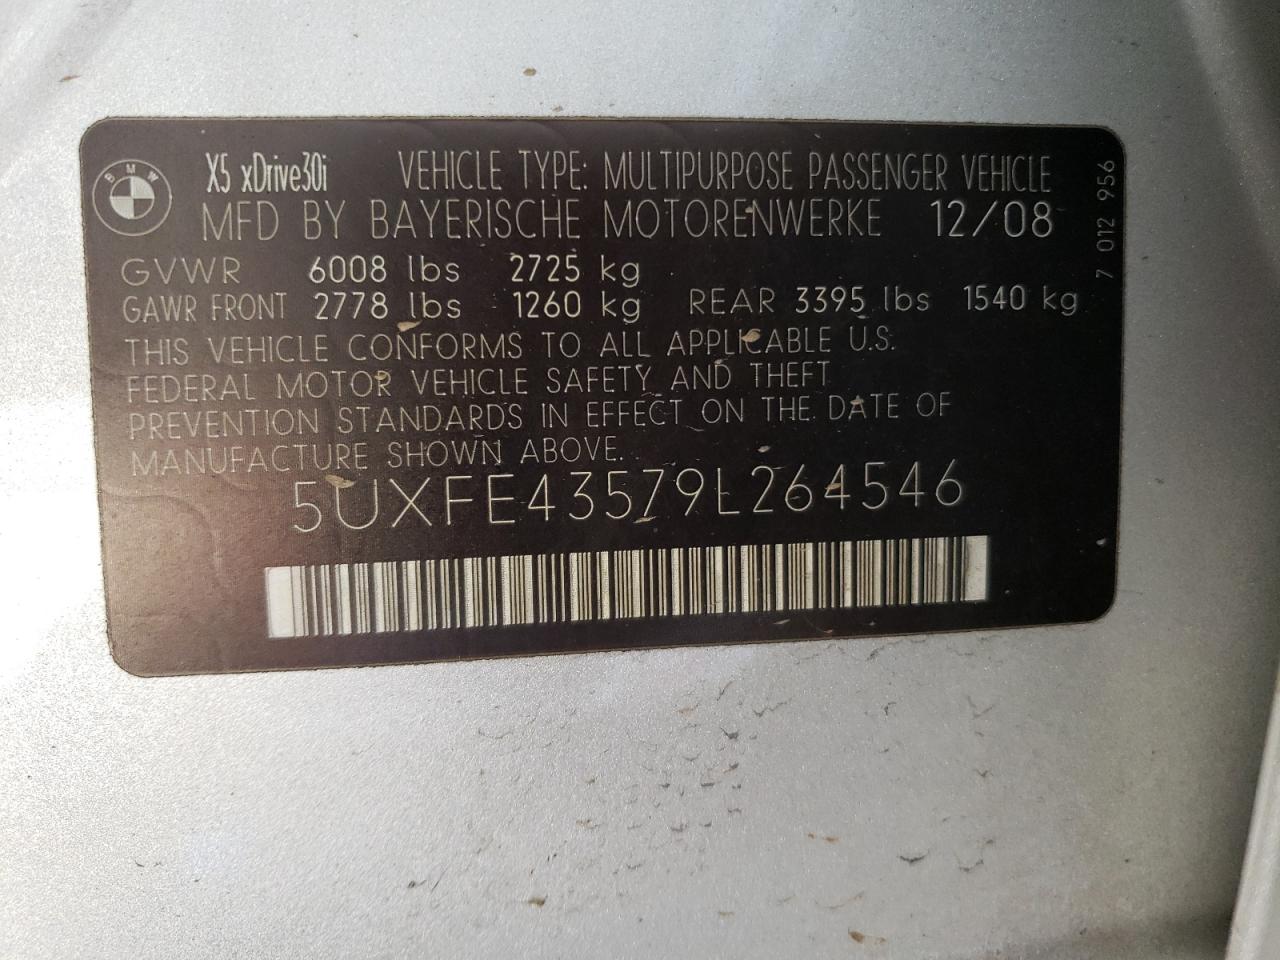 BMW
X5 xDrive30i VEHICLE TYPE: MULTIPURPOSE PASSENGER VEHICLE
MFD BY BAYERISCHE MOTORENWERKE 12/08
GVWR 6008 lbs 2725 kg
GAWR FRONT 2778 lbs 1260 kg REAR 3395 lbs 1540 kg
THIS VEHICLE CONFORMS TO ALL APPLICABLE U.S.
FEDERAL MOTOR VEHICLE SAFETY AND THEFT
PREVENTION STANDARDS IN EFFECT ON THE DATE OF
MANUFACTURE SHOWN ABOVE.
5UXFE43579L264546
7 012 956